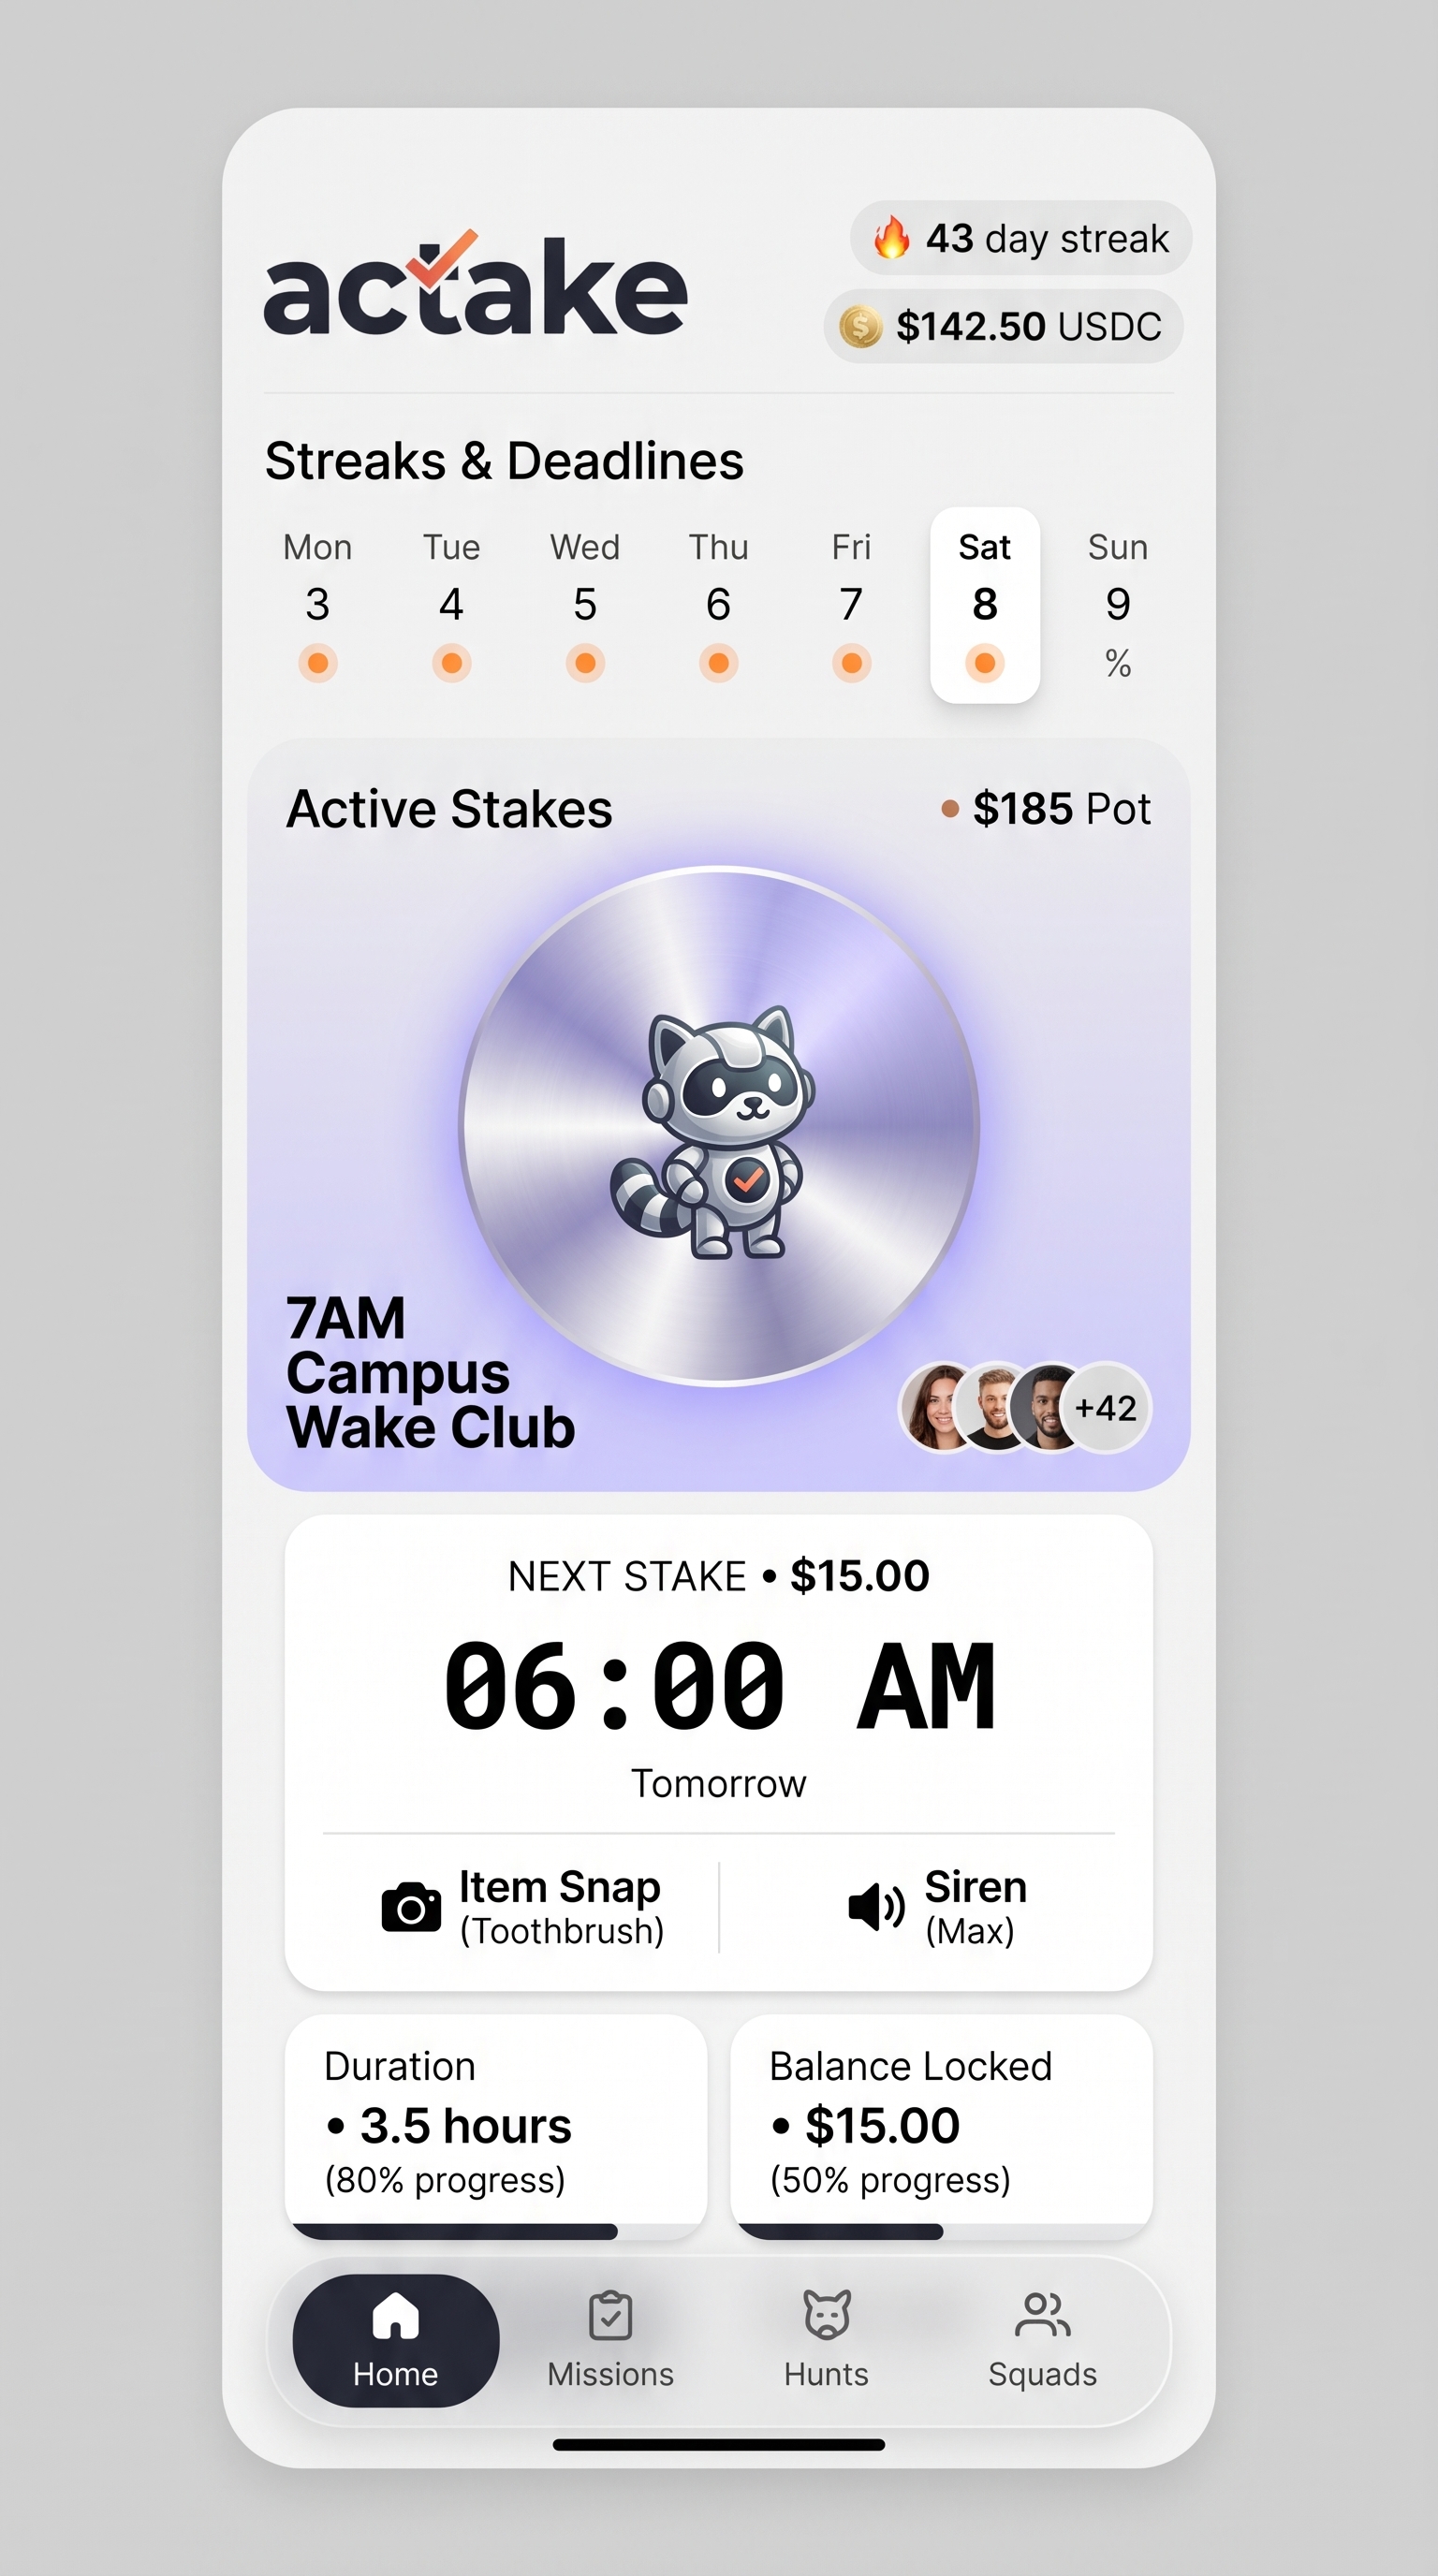 actake
43 day streak
$142.50 USDC
Streaks & Deadlines
Mon Tue Wed Thu Fri Sat Sun
3 4 5 6 7 8 9
%
Active Stakes
$185 Pot
7AM
Campus
Wake Club
+42
NEXT STAKE • $15.00
06:00 AM
Tomorrow
Item Snap
(Toothbrush)
Siren
(Max)
Duration
• 3.5 hours
(80% progress)
Balance Locked
• $15.00
(50% progress)
Home Missions Hunts Squads